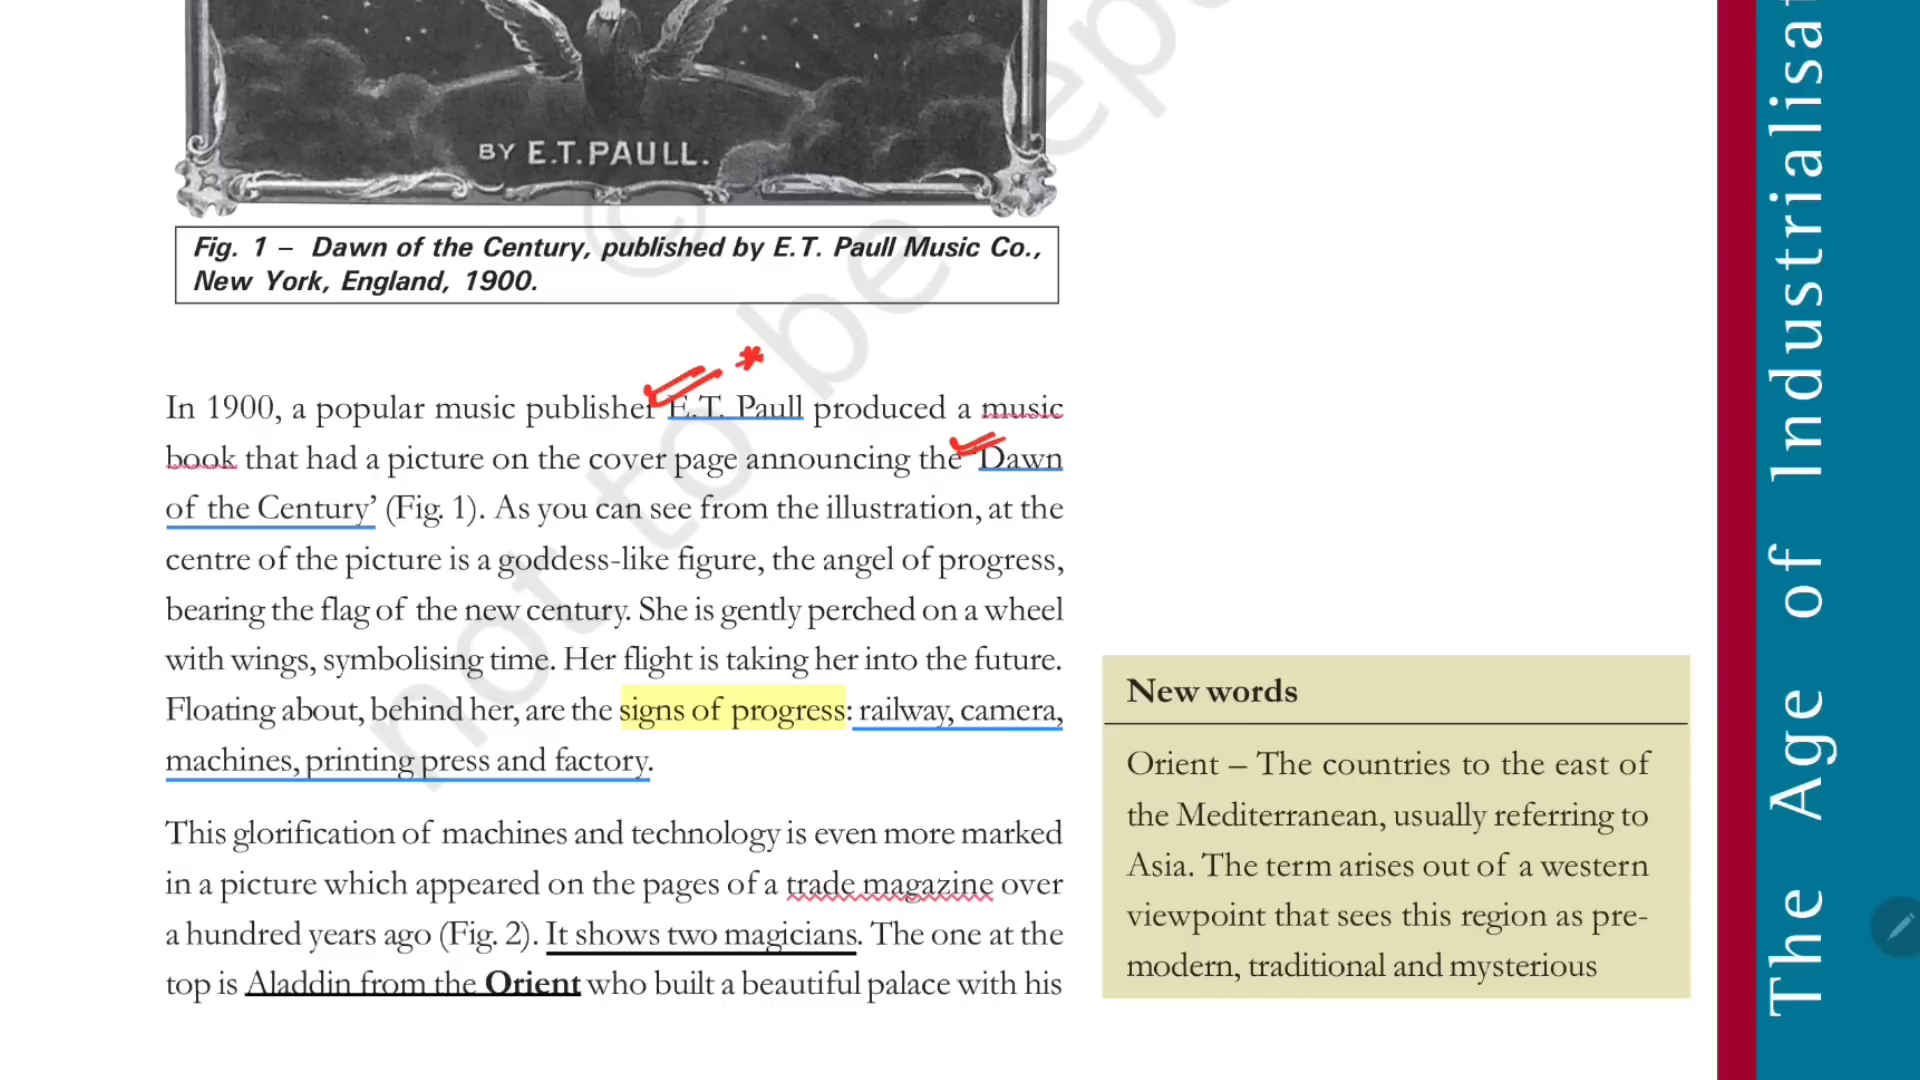 BY E.T. PAULL.
Fig. 1 – Dawn of the Century, published by E.T. Paull Music Co.,
New York, England, 1900.
In 1900, a popular music publisher E.T. Paull produced a music
book that had a picture on the cover page announcing the ‘Dawn
of the Century’ (Fig. 1). As you can see from the illustration, at the
centre of the picture is a goddess-like figure, the angel of progress,
bearing the flag of the new century. She is gently perched on a wheel
with wings, symbolising time. Her flight is taking her into the future.
Floating about, behind her, are the signs of progress: railway, camera,
machines, printing press and factory.
This glorification of machines and technology is even more marked
in a picture which appeared on the pages of a trade magazine over
a hundred years ago (Fig. 2). It shows two magicians. The one at the
top is Aladdin from the Orient who built a beautiful palace with his
New words
Orient – The countries to the east of
the Mediterranean, usually referring to
Asia. The term arises out of a western
viewpoint that sees this region as pre-
modern, traditional and mysterious
The Age of Industrialisa
© not to be